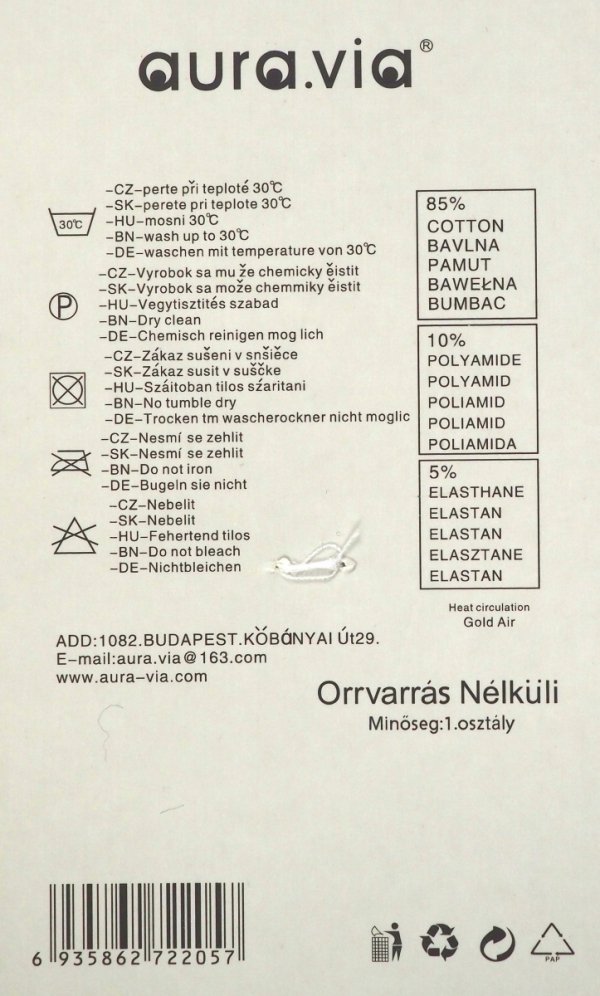 aura.via®
30℃
-CZ-perte při teploté 30℃
-SK-perete pri teplote 30℃
-HU-mosni 30℃
-BN-wash up to 30℃
-DE-waschen mit temperature von 30℃
P
-CZ-Vyrobok sa mu že chemicky ěistit
-SK-Vyrobok sa može chemmiky ěistit
-HU-Vegytisztités szabad
-BN-Dry clean
-DE-Chemisch reinigen mog lich
-CZ-Zákaz sušeni v snšiěce
-SK-Zákaz susit v suščke
-HU-Száitoban tilos sźaritani
-BN-No tumble dry
-DE-Trocken tm wascherockner nicht moglic
-CZ-Nesmí se zehlit
-SK-Nesmí se zehlit
-BN-Do not iron
-DE-Bugeln sie nicht
-CZ-Nebelit
-SK-Nebelit
-HU-Fehertend tilos
-BN-Do not bleach
-DE-Nichtbleichen
85%
COTTON
BAVLNA
PAMUT
BAWEŁNA
BUMBAC
10%
POLYAMIDE
POLYAMID
POLIAMID
POLIAMID
POLIAMIDA
5%
ELASTHANE
ELASTAN
ELASTAN
ELASZTANE
ELASTAN
Heat circulation
Gold Air
ADD:1082.BUDAPEST.KŐBáNYAI Út29.
E-mail:aura.via@163.com
www.aura-via.com
Orrvarrás Nélküli
Minőseg:1.osztály
6 935862 722057
PAP